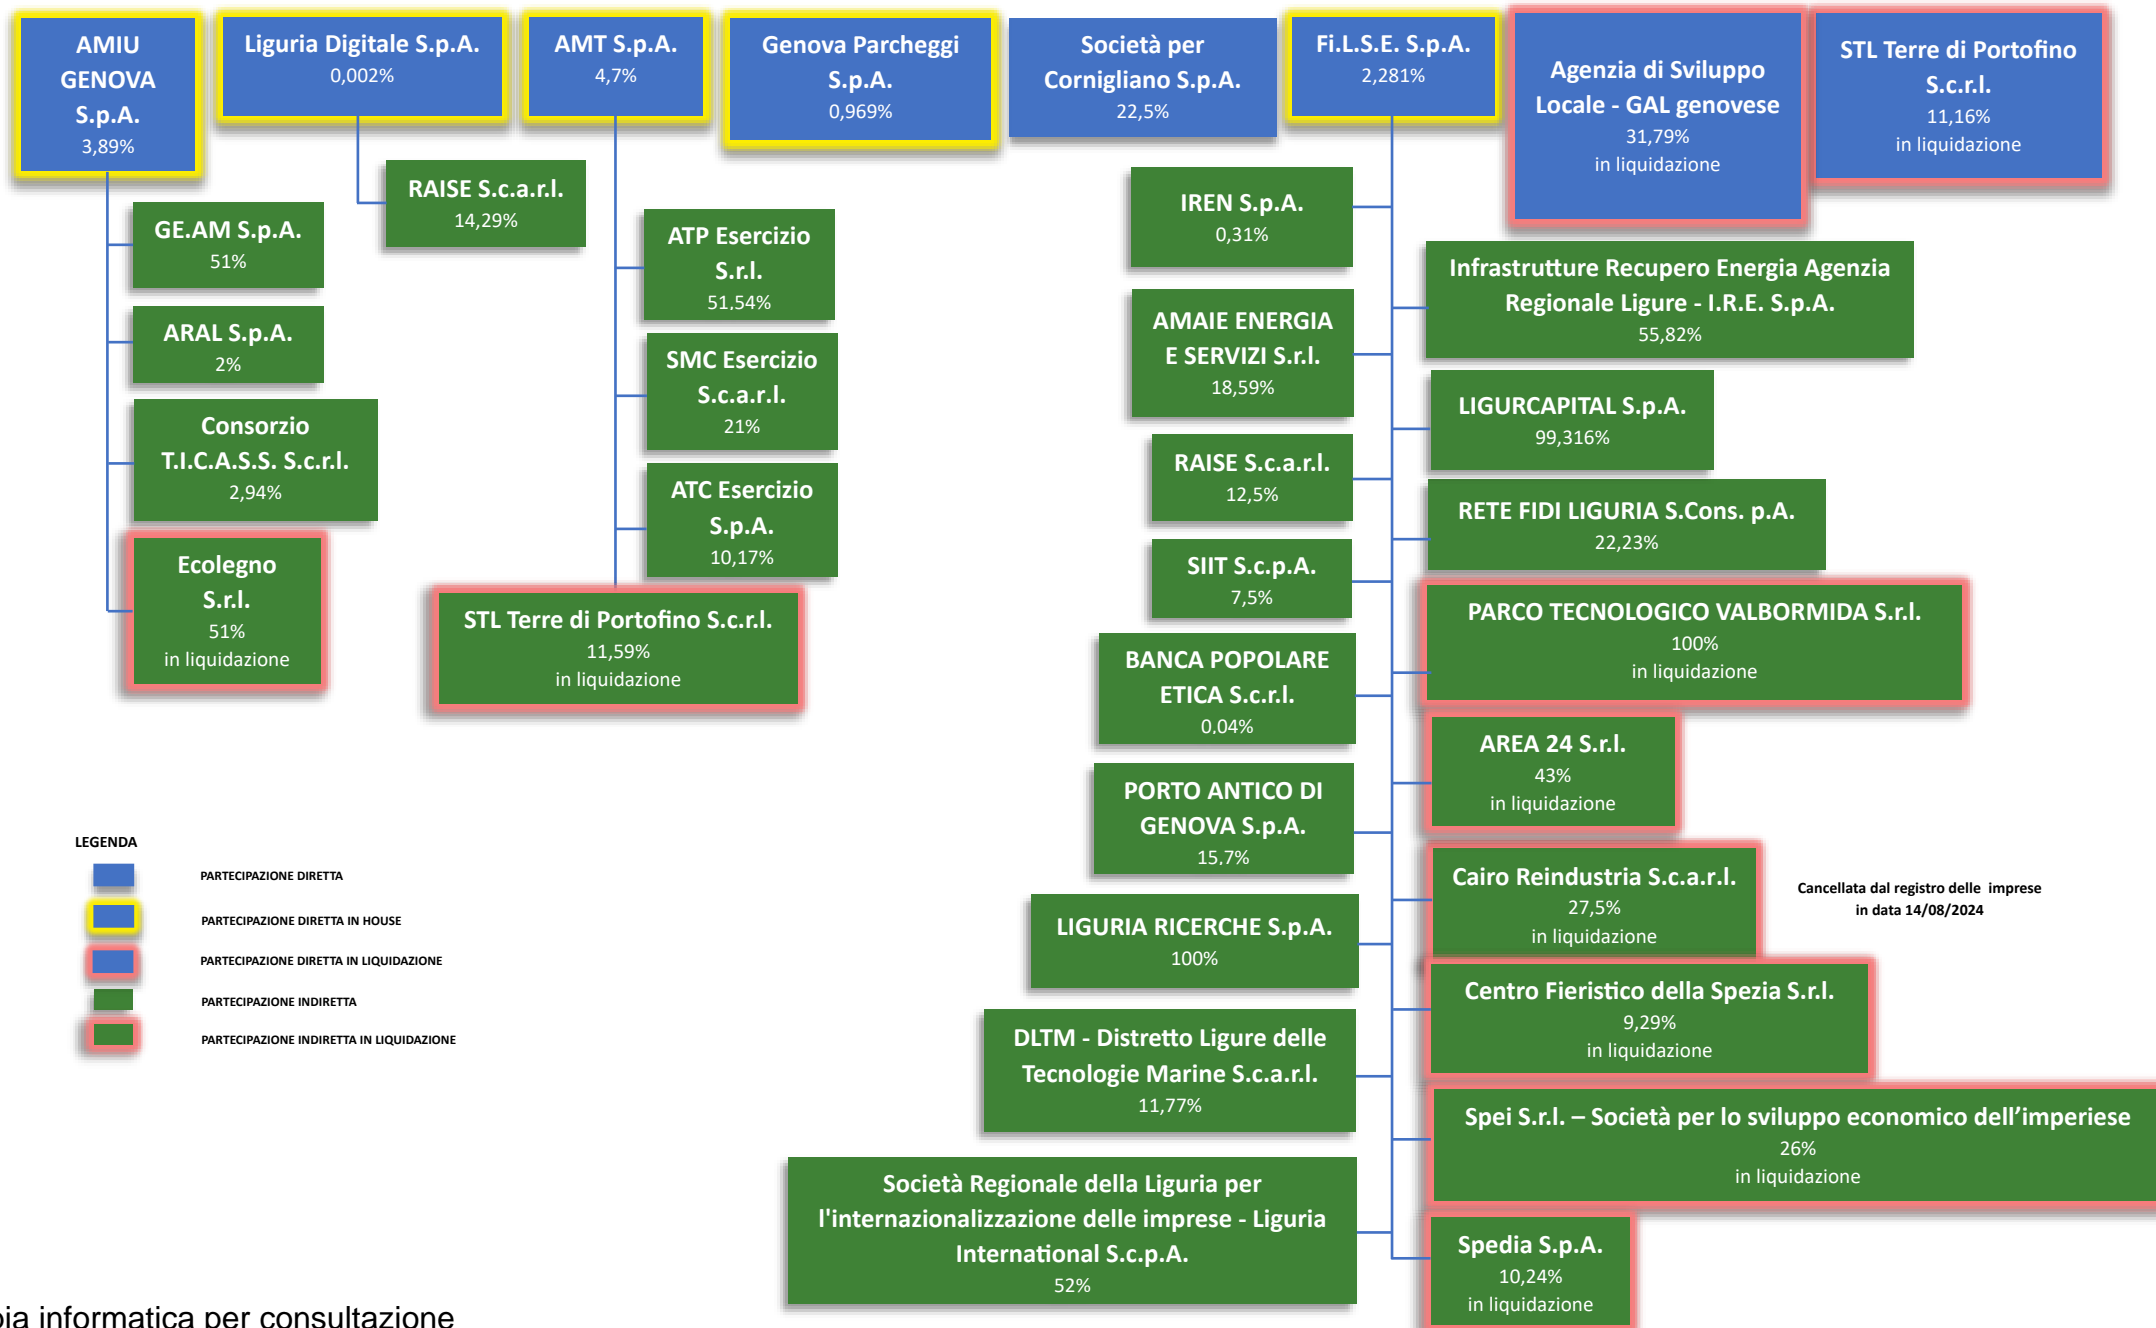 AMIU
GENOVA
S.p.A.
3,89%
Liguria Digitale S.p.A.
0,002%
AMT S.p.A.
4,7%
Genova Parcheggi
S.p.A.
0,969%
Società per
Cornigliano S.p.A.
22,5%
Fi.L.S.E. S.p.A.
2,281%
Agenzia di Sviluppo
Locale - GAL genovese
31,79%
in liquidazione
STL Terre di Portofino
S.c.r.l.
11,16%
in liquidazione
GE.AM S.p.A.
51%
ARAL S.p.A.
2%
Consorzio
T.I.C.A.S.S. S.c.r.l.
2,94%
Ecolegno
S.r.l.
51%
in liquidazione
RAISE S.c.a.r.l.
14,29%
ATP Esercizio
S.r.l.
51,54%
SMC Esercizio
S.c.a.r.l.
21%
ATC Esercizio
S.p.A.
10,17%
STL Terre di Portofino S.c.r.l.
11,59%
in liquidazione
IREN S.p.A.
0,31%
AMAIE ENERGIA
E SERVIZI S.r.l.
18,59%
RAISE S.c.a.r.l.
12,5%
SIIT S.c.p.A.
7,5%
BANCA POPOLARE
ETICA S.c.r.l.
0,04%
PORTO ANTICO DI
GENOVA S.p.A.
15,7%
LIGURIA RICERCHE S.p.A.
100%
DLTM - Distretto Ligure delle
Tecnologie Marine S.c.a.r.l.
11,77%
Società Regionale della Liguria per
l'internazionalizzazione delle imprese - Liguria
International S.c.p.A.
52%
Infrastrutture Recupero Energia Agenzia
Regionale Ligure - I.R.E. S.p.A.
55,82%
LIGURCAPITAL S.p.A.
99,316%
RETE FIDI LIGURIA S.Cons. p.A.
22,23%
PARCO TECNOLOGICO VALBORMIDA S.r.l.
100%
in liquidazione
AREA 24 S.r.l.
43%
in liquidazione
Cairo Reindustria S.c.a.r.l.
27,5%
in liquidazione
Cancellata dal registro delle imprese
in data 14/08/2024
Centro Fieristico della Spezia S.r.l.
9,29%
in liquidazione
Spei S.r.l. – Società per lo sviluppo economico dell’imperiese
26%
in liquidazione
Spedia S.p.A.
10,24%
in liquidazione
LEGENDA
PARTECIPAZIONE DIRETTA
PARTECIPAZIONE DIRETTA IN HOUSE
PARTECIPAZIONE DIRETTA IN LIQUIDAZIONE
PARTECIPAZIONE INDIRETTA
PARTECIPAZIONE INDIRETTA IN LIQUIDAZIONE
informatica per consultazione